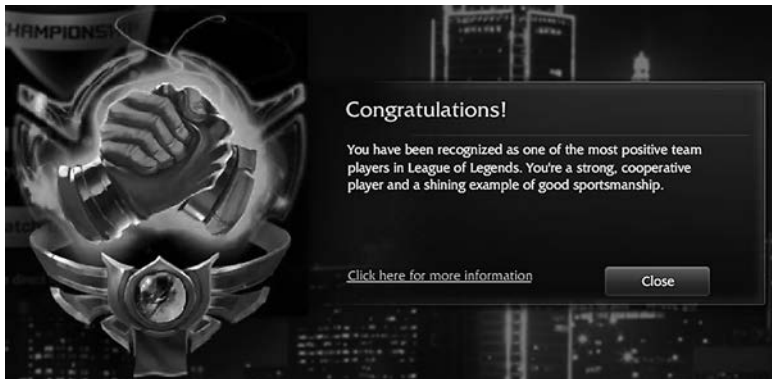 CHAMPIONS
Congratulations!
You have been recognized as one of the most positive team
players in League of Legends. You're a strong, cooperative
player and a shining example of good sportsmanship.
Click here for more information
Close